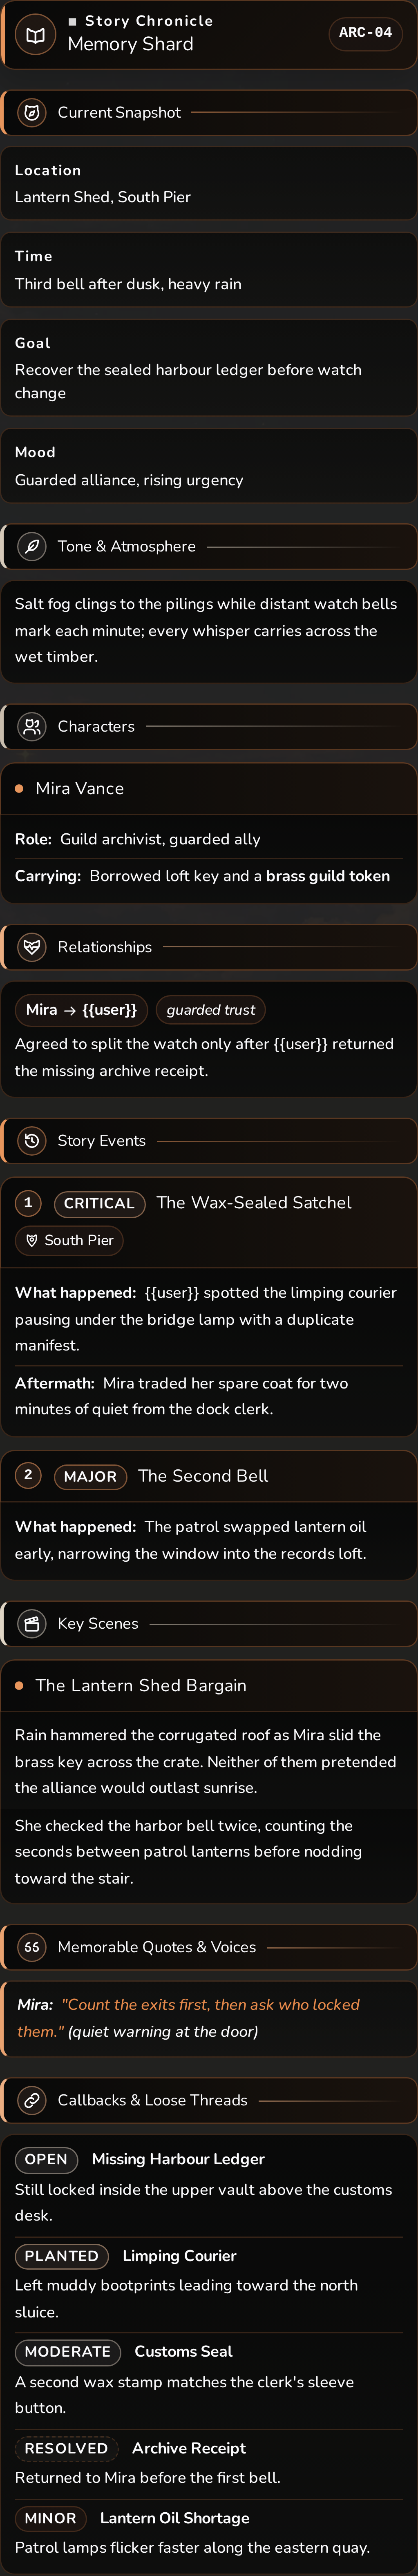 Story Chronicle
Memory Shard
ARC-04
Current Snapshot
Location
Lantern Shed, South Pier
Time
Third bell after dusk, heavy rain
Goal
Recover the sealed harbour ledger before watch
change
Mood
Guarded alliance, rising urgency
Tone & Atmosphere
Salt fog clings to the pilings while distant watch bells
mark each minute; every whisper carries across the
wet timber.
Characters
Mira Vance
Role: Guild archivist, guarded ally
Carrying: Borrowed loft key and a brass guild token
Relationships
Mira → {{user}} guarded trust
Agreed to split the watch only after {{user}} returned
the missing archive receipt.
Story Events
1 CRITICAL The Wax-Sealed Satchel
South Pier
What happened: {{user}} spotted the limping courier
pausing under the bridge lamp with a duplicate
manifest.
Aftermath: Mira traded her spare coat for two
minutes of quiet from the dock clerk.
2 MAJOR The Second Bell
What happened: The patrol swapped lantern oil
early, narrowing the window into the records loft.
Key Scenes
The Lantern Shed Bargain
Rain hammered the corrugated roof as Mira slid the
brass key across the crate. Neither of them pretended
the alliance would outlast sunrise.
She checked the harbor bell twice, counting the
seconds between patrol lanterns before nodding
toward the stair.
Memorable Quotes & Voices
Mira: "Count the exits first, then ask who locked
them." (quiet warning at the door)
Callbacks & Loose Threads
OPEN Missing Harbour Ledger
Still locked inside the upper vault above the customs
desk.
PLANTED Limping Courier
Left muddy bootprints leading toward the north
sluice.
MODERATE Customs Seal
A second wax stamp matches the clerk's sleeve
button.
RESOLVED Archive Receipt
Returned to Mira before the first bell.
MINOR Lantern Oil Shortage
Patrol lamps flicker faster along the eastern quay.